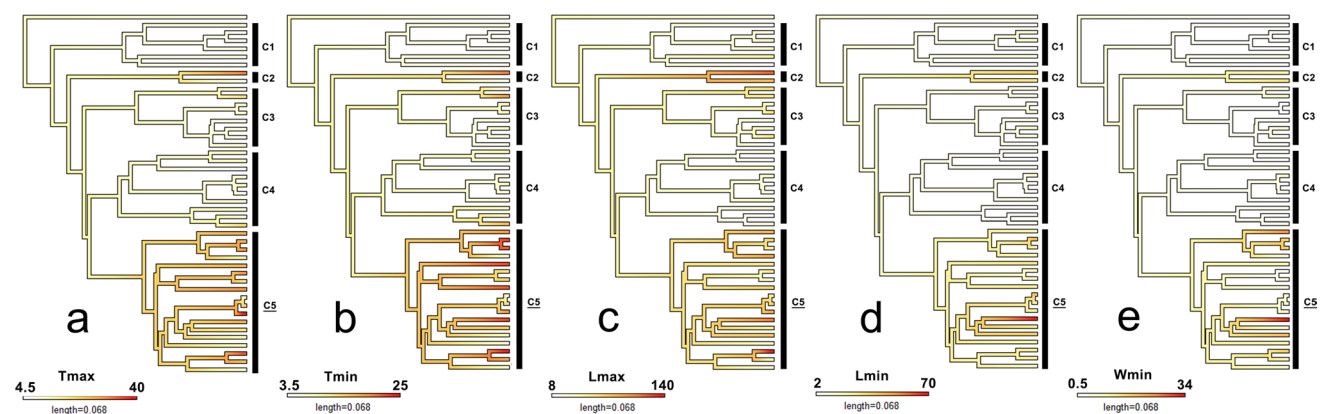 C1
C2
C3
C4
C5
a
Tmax
4.5 40
length=0.068
C1
C2
C3
C4
C5
b
Tmin
3.5 25
length=0.068
C1
C2
C3
C4
C5
c
Lmax
8 140
length=0.068
C1
C2
C3
C4
C5
d
Lmin
2 70
length=0.068
C1
C2
C3
C4
C5
e
Wmin
0.5 34
length=0.068